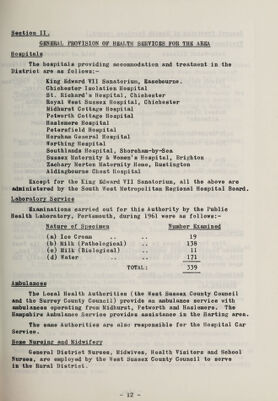 Section II.
GENERAL PROVISION OF HEALTH SERVICES FOR THE AREA
Hospitals
The hospitals providing accommodation and treatment in the
District are as follows:-
King Edward VII Sanatorium, Easebourne.
Chichester Isolation Hospital
St. Richard's Hospital, Chichester
Royal West Sussex Hospital, Chichester
Midhurst Cottage Hospital
Petworth Cottage Hospital
Haslemere Hospital
Petersfield Hospital
Horsham General Hospital
Worthing Hospital
Southlands Hospital, Shoreham-by-Sea
Sussex Maternity & Women's Hospital, Brighton
Zachary Merton Maternity Home, Rustington
Aldingbourne Chest Hospital
Except for the King Edward VII Sanatorium, all the above are
administered by the South West Metropolitan Regional Hospital Board.
Laboratory Service
Examinations carried out for this Authority by the Public
Health Laboratory, Portsmouth, during 1961 were as follows:-
Nature of Specimen Number Examined
(a) Ice Cream .. .. 19
(b) Milk (Pathological) .. 138
(c) Milk (Biological) .. 11
(d) Water .. .. 171
TOTAL: 339
Ambulances
The Local Health Authorities (the West Sussex County Council
and the Surrey County Council) provide an ambulance service with
ambulances operating from Midhurst, Petworth and Haslemere. The
Hampshire Ambulance Service provides assistance in the Harting area.
The same Authorities are also responsible for the Hospital Car
Service.
Home Nursing and Midwifery
General District Nurses, Midwives, Health Visitors and School
Nurses, are employed by the West Sussex County Council to serve
in the Rural District.
- 12 -